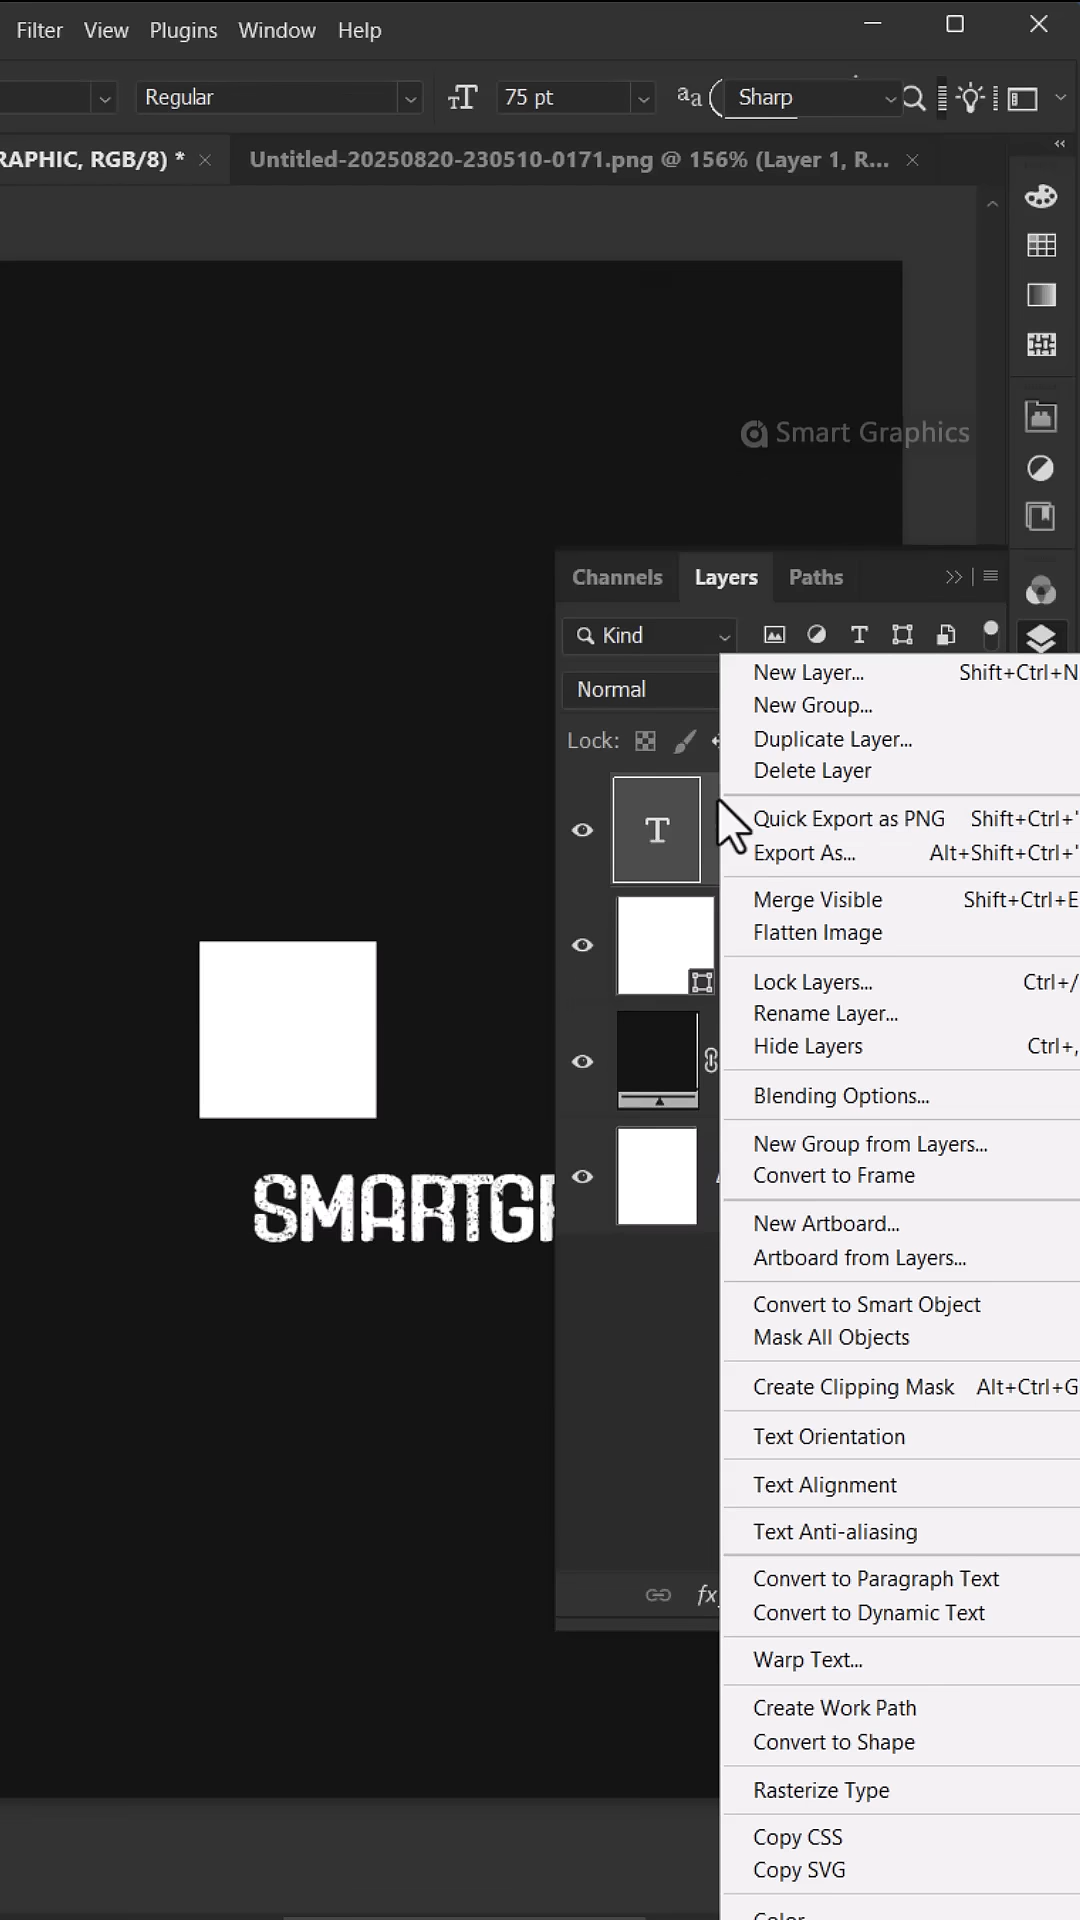 Filter View Plugins Window Help
Regular 75 pt aa Sharp
RAPHIC, RGB/8) * Untitled-20250820-230510-0171.png @ 156% (Layer 1, R...
Smart Graphics
Channels Layers Paths
Kind
Normal
Lock:
New Layer... Shift+Ctrl+N
New Group...
Duplicate Layer...
Delete Layer
Quick Export as PNG Shift+Ctrl+'
Export As... Alt+Shift+Ctrl+'
Merge Visible Shift+Ctrl+E
Flatten Image
Lock Layers... Ctrl+/
Rename Layer...
Hide Layers Ctrl+,
Blending Options...
New Group from Layers...
Convert to Frame
SMARTGR
New Artboard...
Artboard from Layers...
Convert to Smart Object
Mask All Objects
Create Clipping Mask Alt+Ctrl+G
Text Orientation
Text Alignment
Text Anti-aliasing
Convert to Paragraph Text
Convert to Dynamic Text
fx
Warp Text...
Create Work Path
Convert to Shape
Rasterize Type
Copy CSS
Copy SVG
Color